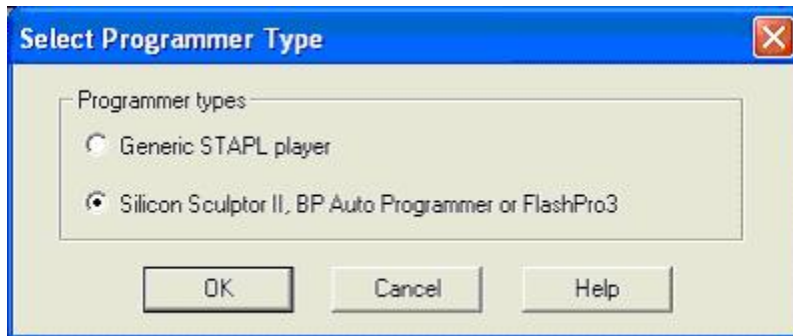 Select Programmer Type
Programmer types
Generic STAPL player
Silicon Sculptor II, BP Auto Programmer or FlashPro3
OK
Cancel
Help